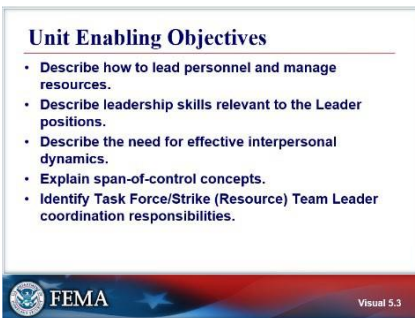 Unit Enabling Objectives
• Describe how to lead personnel and manage
resources.
• Describe leadership skills relevant to the Leader
positions.
• Describe the need for effective interpersonal
dynamics.
• Explain span-of-control concepts.
• Identify Task Force/Strike (Resource) Team Leader
coordination responsibilities.
FEMA
Visual 5.3